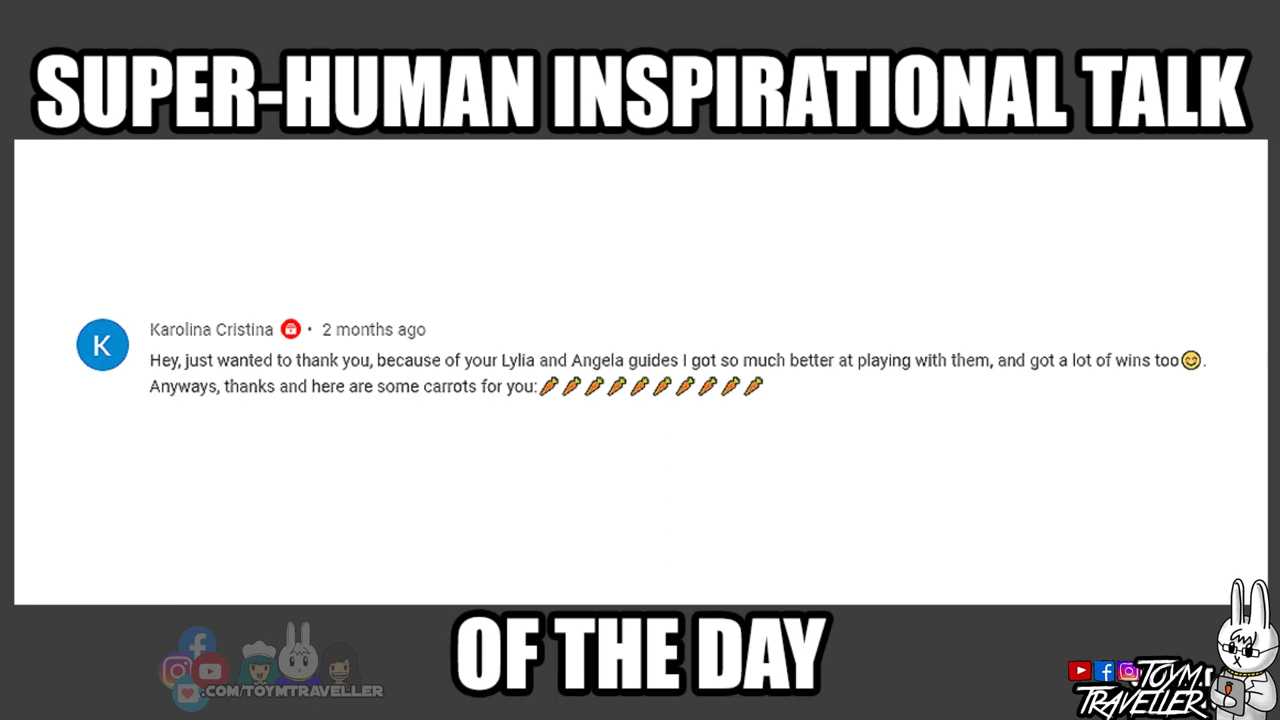 SUPER-HUMAN INSPIRATIONAL TALK
K
Karolina Cristina • 2 months ago
Hey, just wanted to thank you, because of your Lylia and Angela guides I got so much better at playing with them, and got a lot of wins too😊.
Anyways, thanks and here are some carrots for you:🥕🥕🥕🥕🥕🥕🥕🥕🥕🥕
OF THE DAY
.COM/TOYMTRAVELLER
TOYM.
TRAVELLER